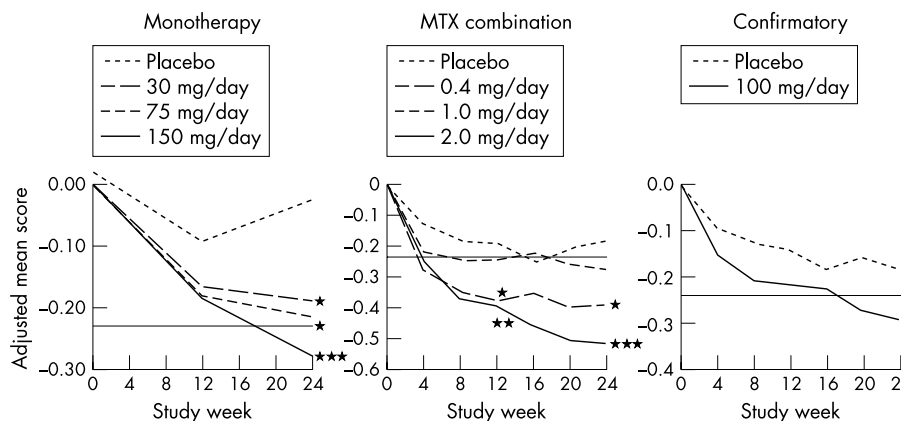 Monotherapy
Placebo
30 mg/day
75 mg/day
150 mg/day
MTX combination
Placebo
0.4 mg/day
1.0 mg/day
2.0 mg/day
Confirmatory
Placebo
100 mg/day
Adjusted mean score
0.00
–0.10
–0.20
–0.30
0 4 8 12 16 20 24
Study week
0
–0.1
–0.2
–0.3
–0.4
–0.5
–0.6
0 4 8 12 16 20 24
Study week
0.0
–0.1
–0.2
–0.3
–0.4
0 4 8 12 16 20 24
Study week